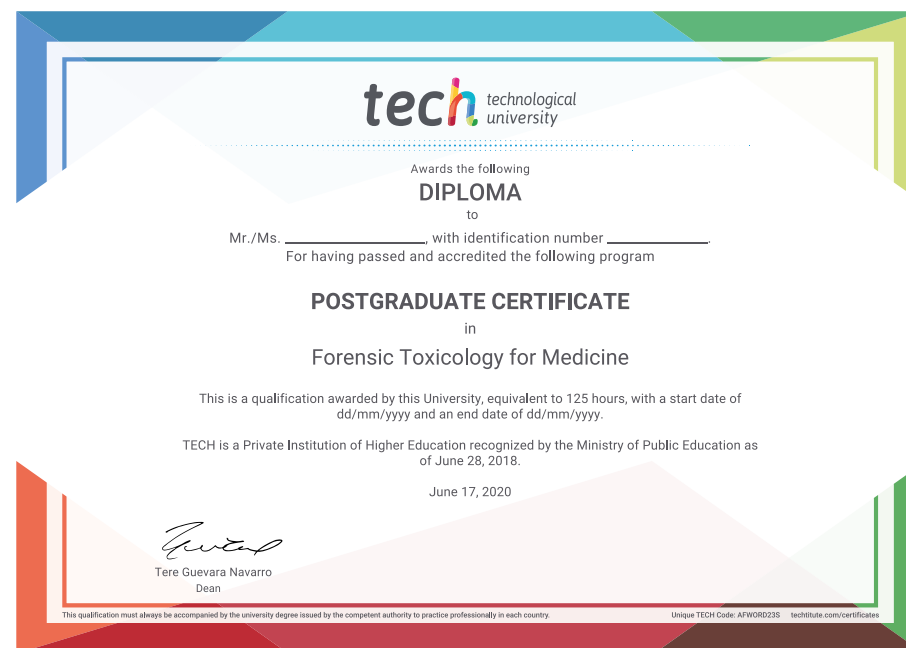 tech technological
university
Awards the following
DIPLOMA
to
Mr./Ms. ____________________, with identification number ______________.
For having passed and accredited the following program
POSTGRADUATE CERTIFICATE
in
Forensic Toxicology for Medicine
This is a qualification awarded by this University, equivalent to 125 hours, with a start date of
dd/mm/yyyy and an end date of dd/mm/yyyy.
TECH is a Private Institution of Higher Education recognized by the Ministry of Public Education as
of June 28, 2018.
June 17, 2020
Tere Guevara Navarro
Dean
This qualification must always be accompanied by the university degree issued by the competent authority to practice professionally in each country. Unique TECH Code: AFWORD23S techtitute.com/certificates